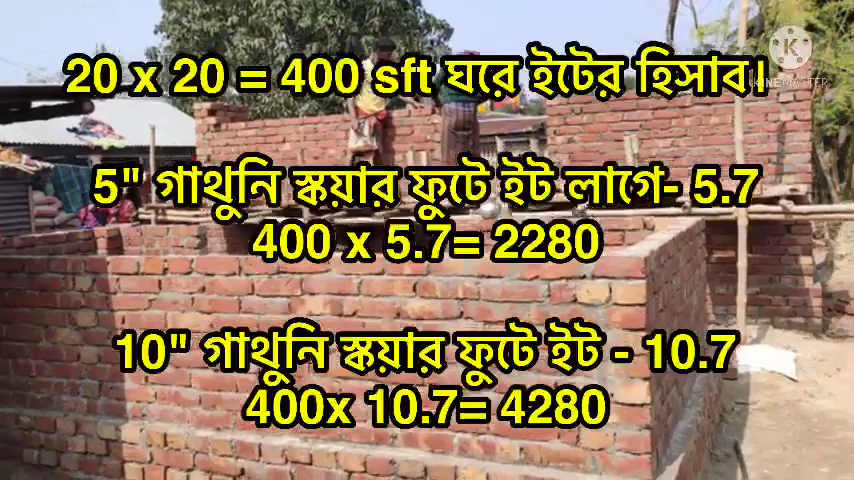 20 x 20 = 400 sft ঘরে ইটের হিসাব।
K
KINEMASTER
5" গাথুনি স্কয়ার ফুটে ইট লাগে- 5.7
400 x 5.7= 2280
10" গাথুনি স্কয়ার ফুটে ইট - 10.7
400x 10.7= 4280